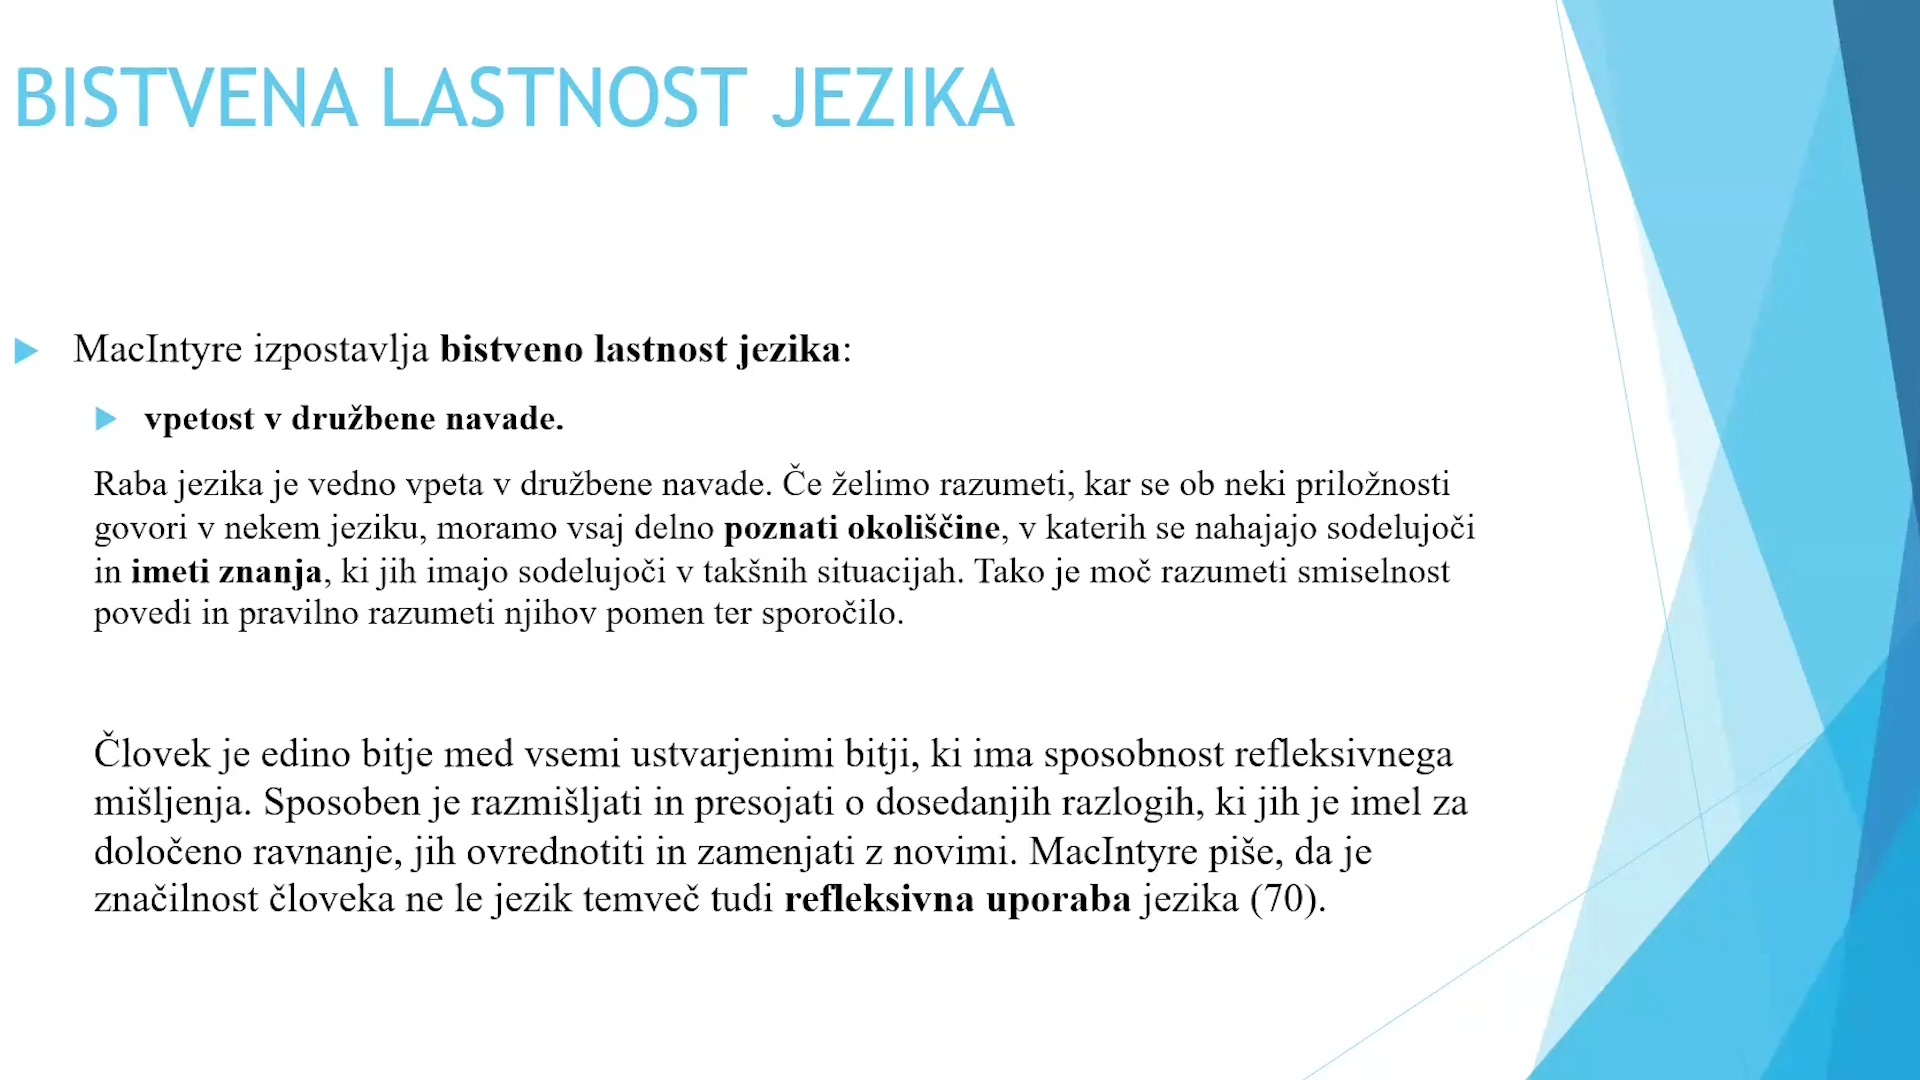 BISTVENA LASTNOST JEZIKA
MacIntyre izpostavlja bistveno lastnost jezika:
vpetost v družbene navade.
Raba jezika je vedno vpeta v družbene navade. Če želimo razumeti, kar se ob neki priložnosti
govori v nekem jeziku, moramo vsaj delno poznati okoliščine, v katerih se nahajajo sodelujoči
in imeti znanja, ki jih imajo sodelujoči v takšnih situacijah. Tako je moč razumeti smiselnost
povedi in pravilno razumeti njihov pomen ter sporočilo.
Človek je edino bitje med vsemi ustvarjenimi bitji, ki ima sposobnost refleksivnega
mišljenja. Sposoben je razmišljati in presojati o dosedanjih razlogih, ki jih je imel za
določeno ravnanje, jih ovrednotiti in zamenjati z novimi. MacIntyre piše, da je
značilnost človeka ne le jezik temveč tudi refleksivna uporaba jezika (70).